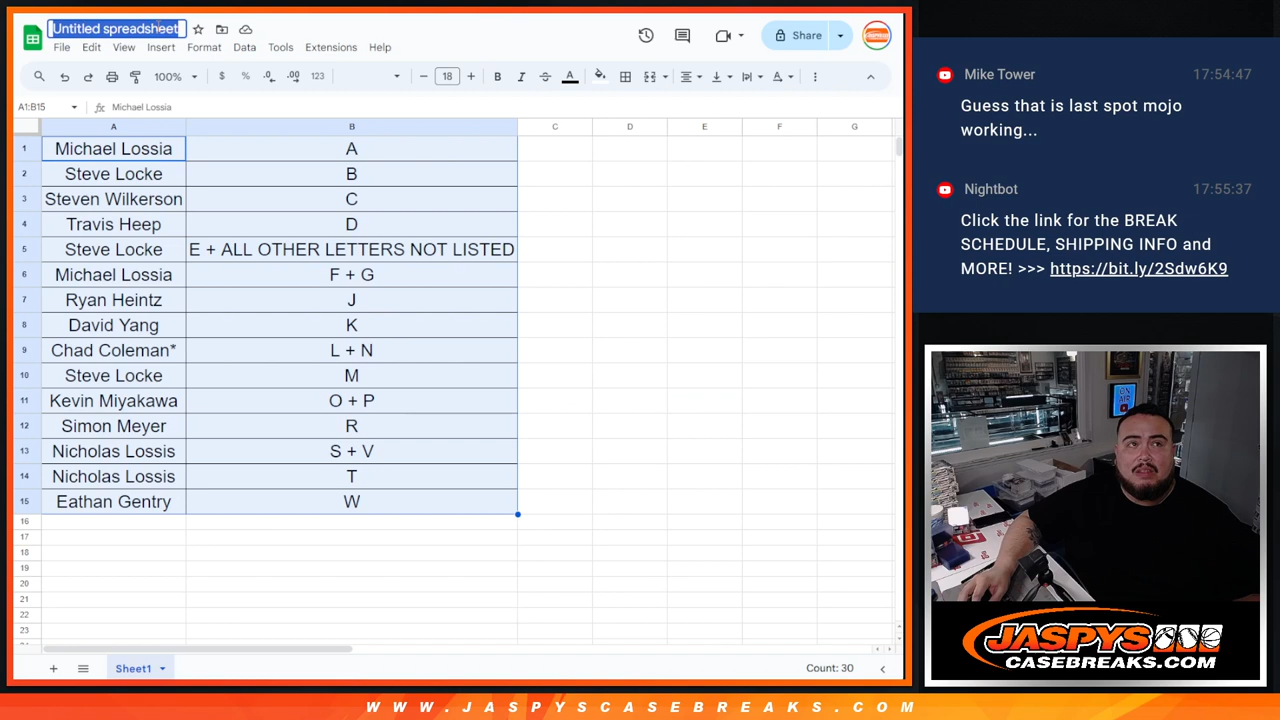 Untitled spreadsheet
File Edit View Insert Format Data Tools Extensions Help
Share
100% $ % .0 .00 123 18 B I S A
A1:B15 fx Michael Lossia
A B C D E F G
1 Michael Lossia A
2 Steve Locke B
3 Steven Wilkerson C
4 Travis Heep D
5 Steve Locke E + ALL OTHER LETTERS NOT LISTED
6 Michael Lossia F + G
7 Ryan Heintz J
8 David Yang K
9 Chad Coleman* L + N
10 Steve Locke M
11 Kevin Miyakawa O + P
12 Simon Meyer R
13 Nicholas Lossis S + V
14 Nicholas Lossis T
15 Eathan Gentry W
16
17
18
19
20
21
22
23
Sheet1
Count: 30
Mike Tower 17:54:47
Guess that is last spot mojo
working...
Nightbot 17:55:37
Click the link for the BREAK
SCHEDULE, SHIPPING INFO and
MORE! >>> https://bit.ly/2Sdw6K9
ON
AIR
JASPYS
CASEBREAKS.COM
WWW.JASPYSCASEBREAKS.COM